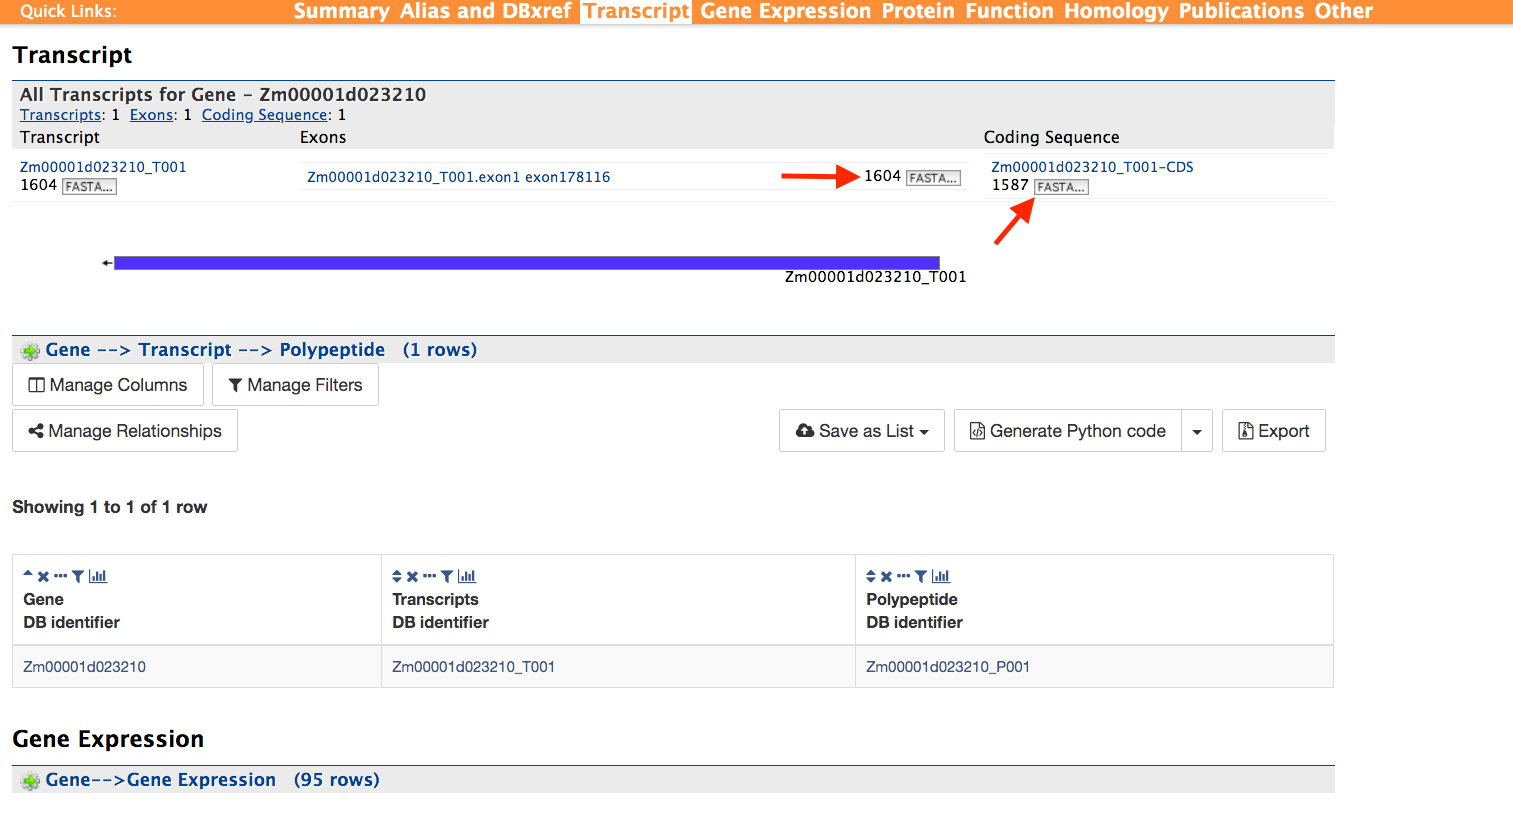 Quick Links: Summary Alias and DBxref Transcript Gene Expression Protein Function Homology Publications Other
Transcript
All Transcripts for Gene - Zm00001d023210
Transcripts: 1 Exons: 1 Coding Sequence: 1
Transcript Exons Coding Sequence
Zm00001d023210_T001
1604 FASTA...
Zm00001d023210_T001.exon1 exon178116 1604 FASTA...
Zm00001d023210_T001-CDS
1587 FASTA...
Zm00001d023210_T001
Gene --> Transcript --> Polypeptide (1 rows)
Manage Columns Manage Filters
Manage Relationships Save as List Generate Python code Export
Showing 1 to 1 of 1 row
Gene Transcripts Polypeptide
DB identifier DB identifier DB identifier
Zm00001d023210 Zm00001d023210_T001 Zm00001d023210_P001
Gene Expression
Gene-->Gene Expression (95 rows)